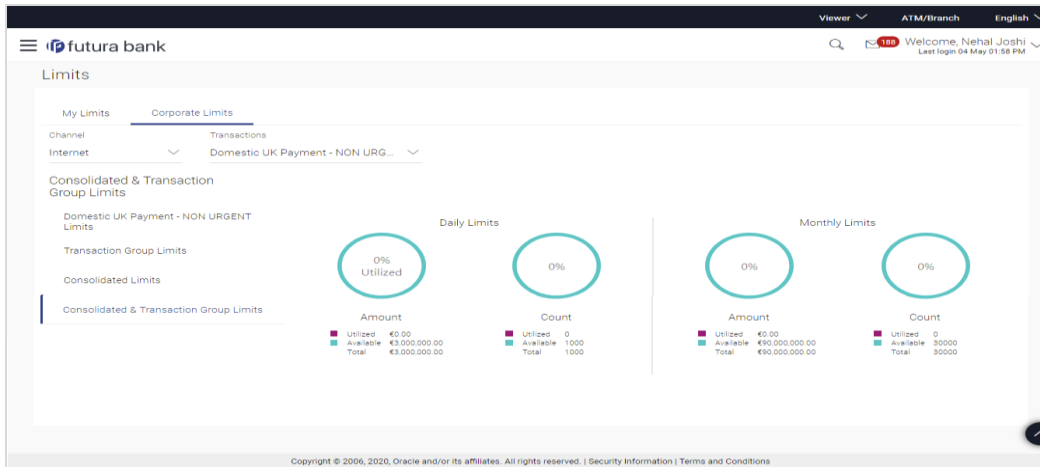 Viewer ATM/Branch English
futura bank
188 Welcome, Nehal Joshi
Last login 04 May 01:58 PM
Limits
My Limits Corporate Limits
Channel Transactions
Internet Domestic UK Payment - NON URG...
Consolidated & Transaction
Group Limits
Domestic UK Payment - NON URGENT
Limits
Transaction Group Limits
Consolidated Limits
Consolidated & Transaction Group Limits
Daily Limits
0%
Utilized
0%
Amount Count
Utilized €0.00 Utilized 0
Available €3,000,000.00 Available 1000
Total €3,000,000.00 Total 1000
Monthly Limits
0% 0%
Amount Count
Utilized €0.00 Utilized 0
Available €90,000,000.00 Available 30000
Total €90,000,000.00 Total 30000
Copyright © 2006, 2020, Oracle and/or its affiliates. All rights reserved. | Security Information | Terms and Conditions